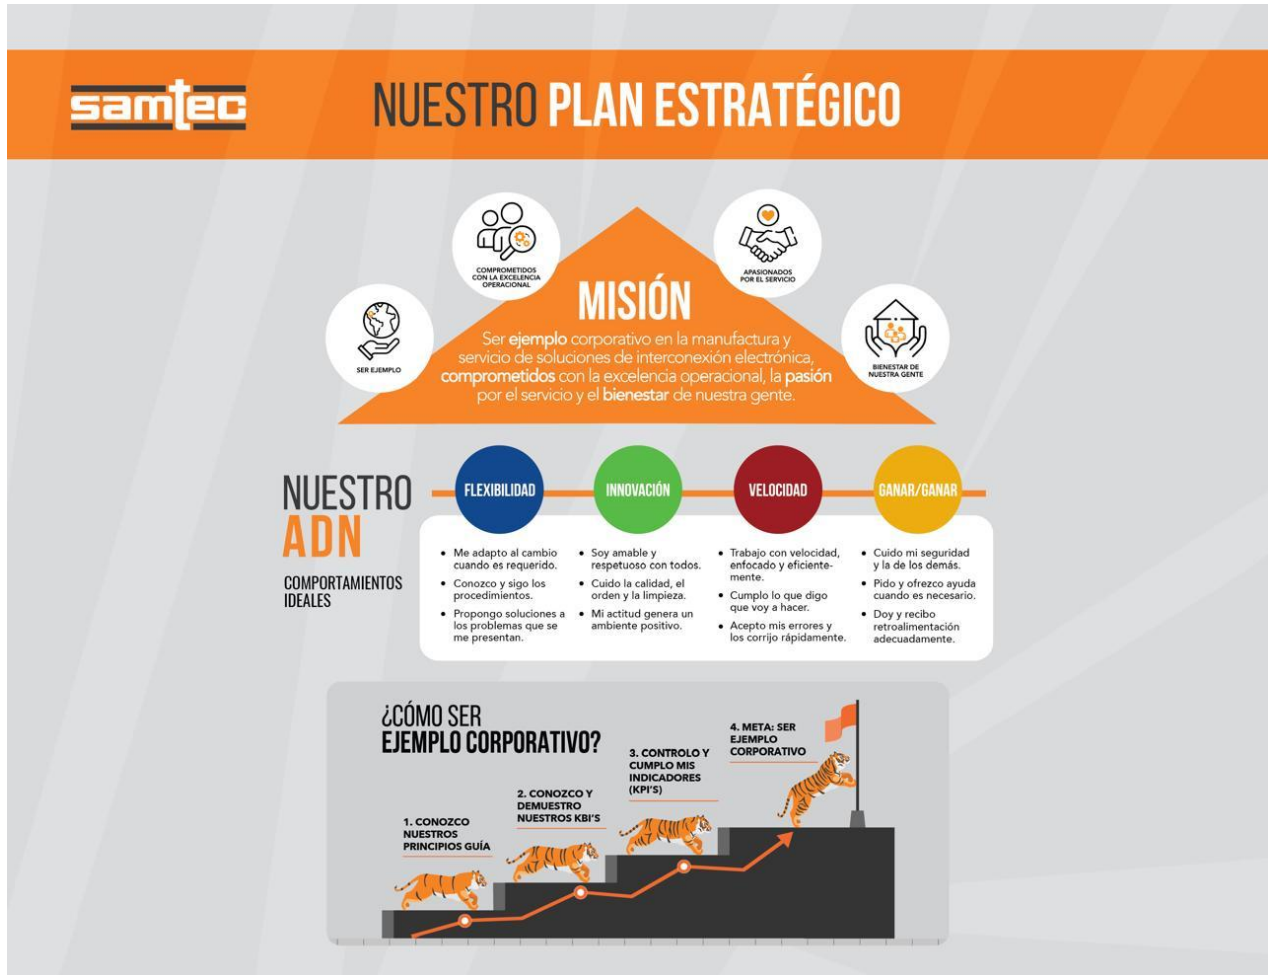 samtec
NUESTRO PLAN ESTRATÉGICO
COMPROMETIDOS
CON LA EXCELENCIA
OPERACIONAL
APASIONADOS
POR EL SERVICIO
SER EJEMPLO
BIENESTAR DE
NUESTRA GENTE
MISIÓN
Ser ejemplo corporativo en la manufactura y
servicio de soluciones de interconexión electrónica,
comprometidos con la excelencia operacional, la pasión
por el servicio y el bienestar de nuestra gente.
NUESTRO
ADN
COMPORTAMIENTOS
IDEALES
FLEXIBILIDAD
• Me adapto al cambio
cuando es requerido.
• Conozco y sigo los
procedimientos.
• Propongo soluciones a
los problemas que se
me presentan.
INNOVACIÓN
• Soy amable y
respetuoso con todos.
• Cuido la calidad, el
orden y la limpieza.
• Mi actitud genera un
ambiente positivo.
VELOCIDAD
• Trabajo con velocidad,
enfocado y eficiente-
mente.
• Cumplo lo que digo
que voy a hacer.
• Acepto mis errores y
los corrijo rápidamente.
GANAR/GANAR
• Cuido mi seguridad
y la de los demás.
• Pido y ofrezco ayuda
cuando es necesario.
• Doy y recibo
retroalimentación
adecuadamente.
¿CÓMO SER
EJEMPLO CORPORATIVO?
1. CONOZCO
NUESTROS
PRINCIPIOS GUÍA
2. CONOZCO Y
DEMUESTRO
NUESTROS KBI'S
3. CONTROLO Y
CUMPLO MIS
INDICADORES
(KPI'S)
4. META: SER
EJEMPLO
CORPORATIVO